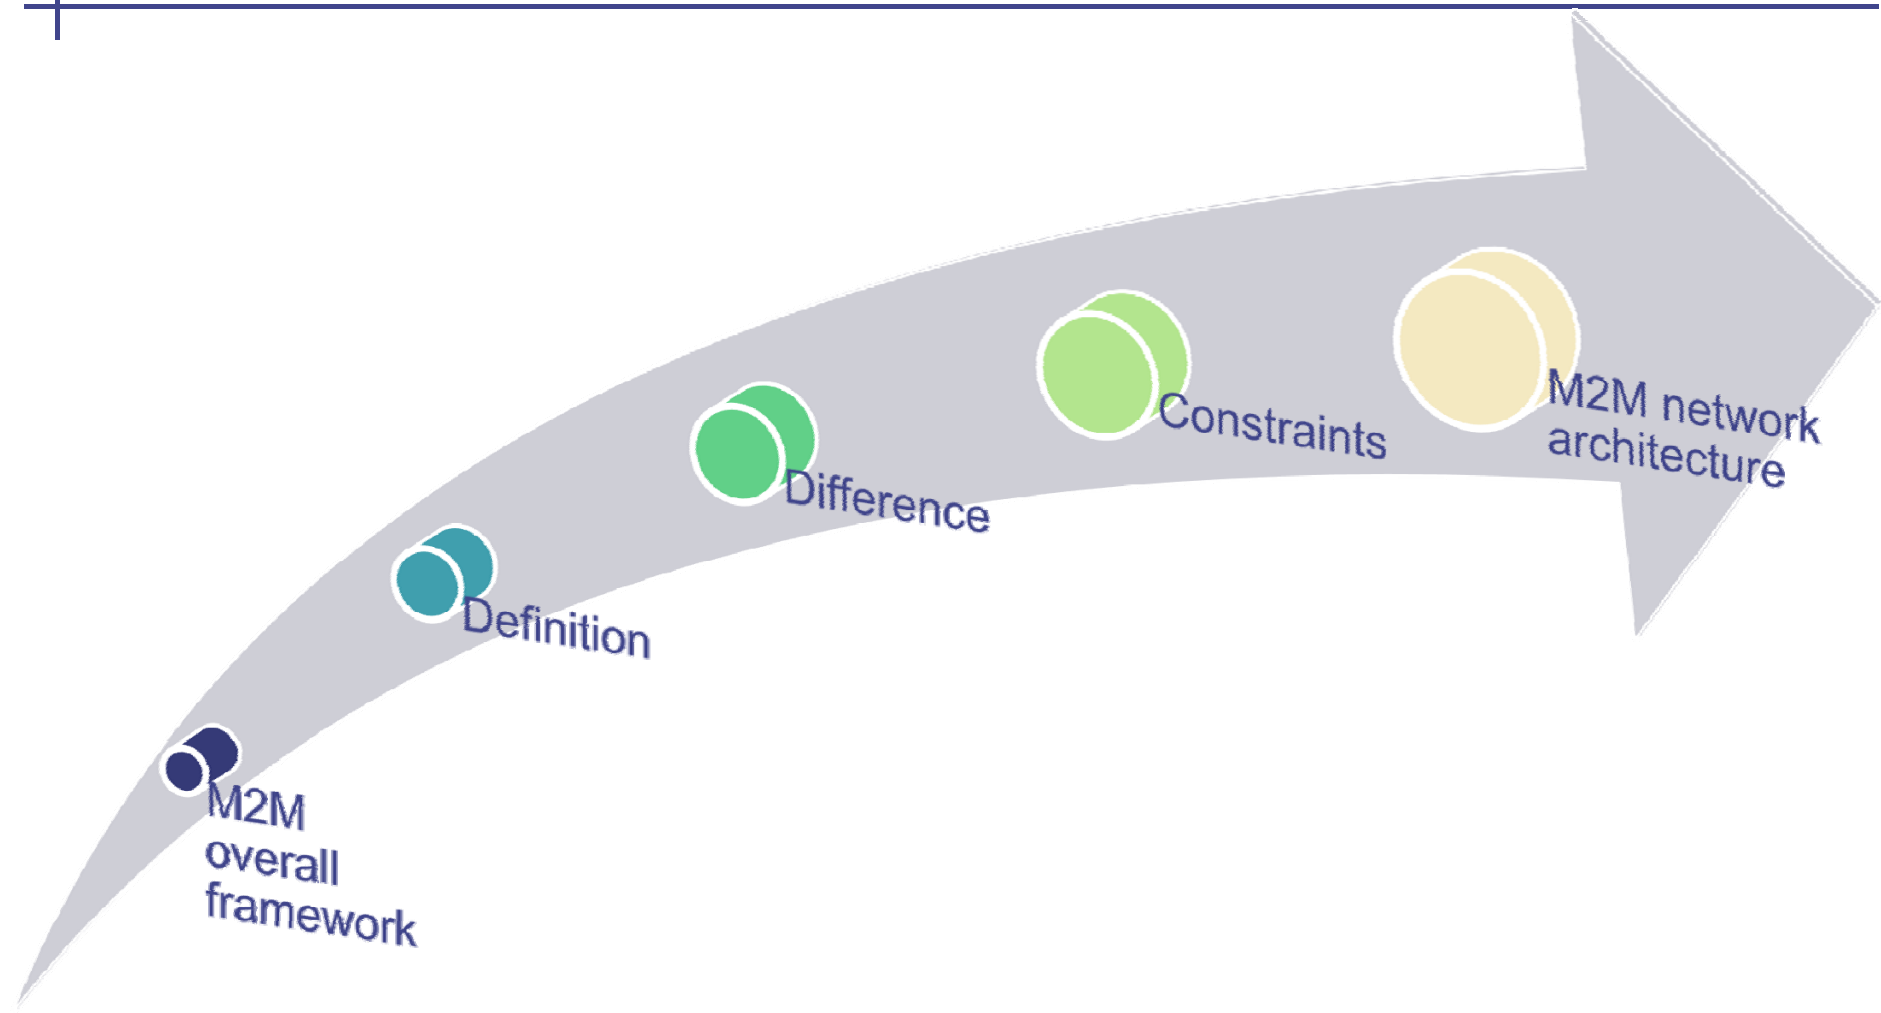 M2M
overall
framework
Definition
Difference
Constraints
M2M network
architecture